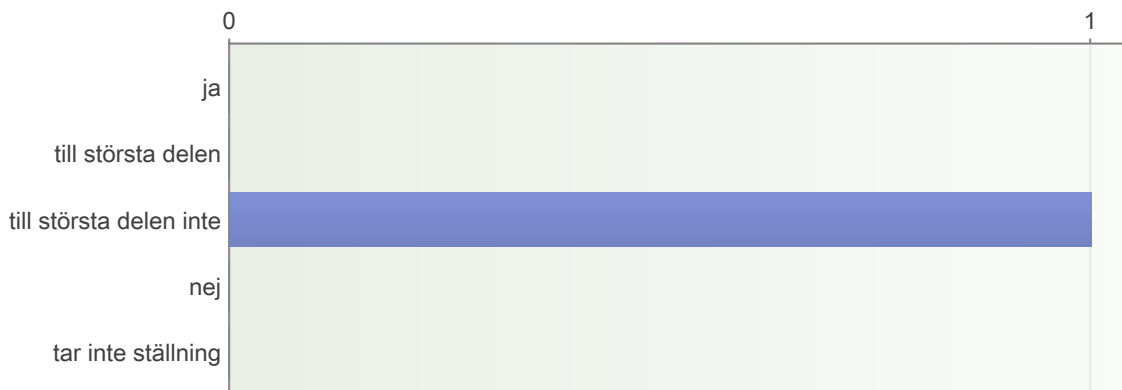 0 1
ja
till största delen
till största delen inte
nej
tar inte ställning